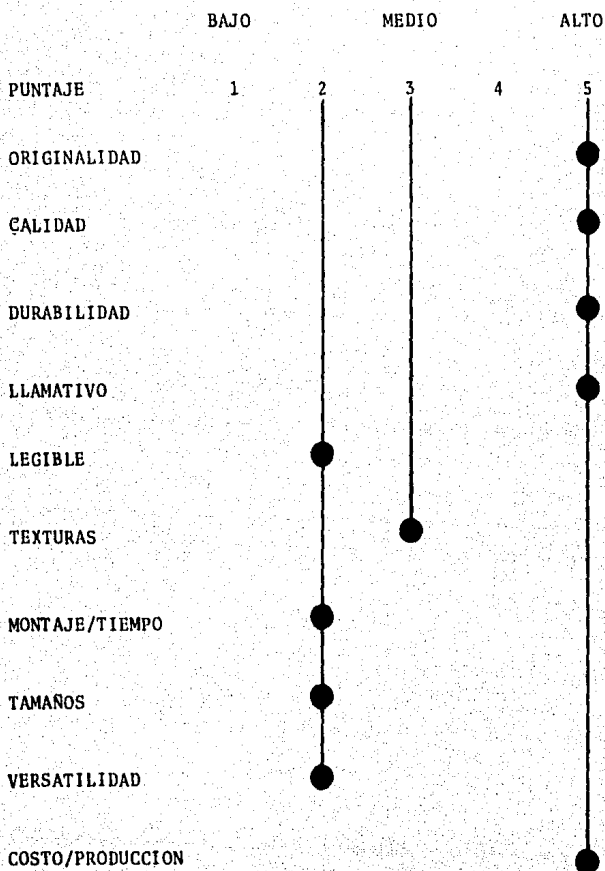 BAJO MEDIO ALTO
PUNTAJE 1 2 3 4 5
ORIGINALIDAD
CALIDAD
DURABILIDAD
LLAMATIVO
LEGIBLE
TEXTURAS
MONTAJE/TIEMPO
TAMAÑOS
VERSATILIDAD
COSTO/PRODUCCION